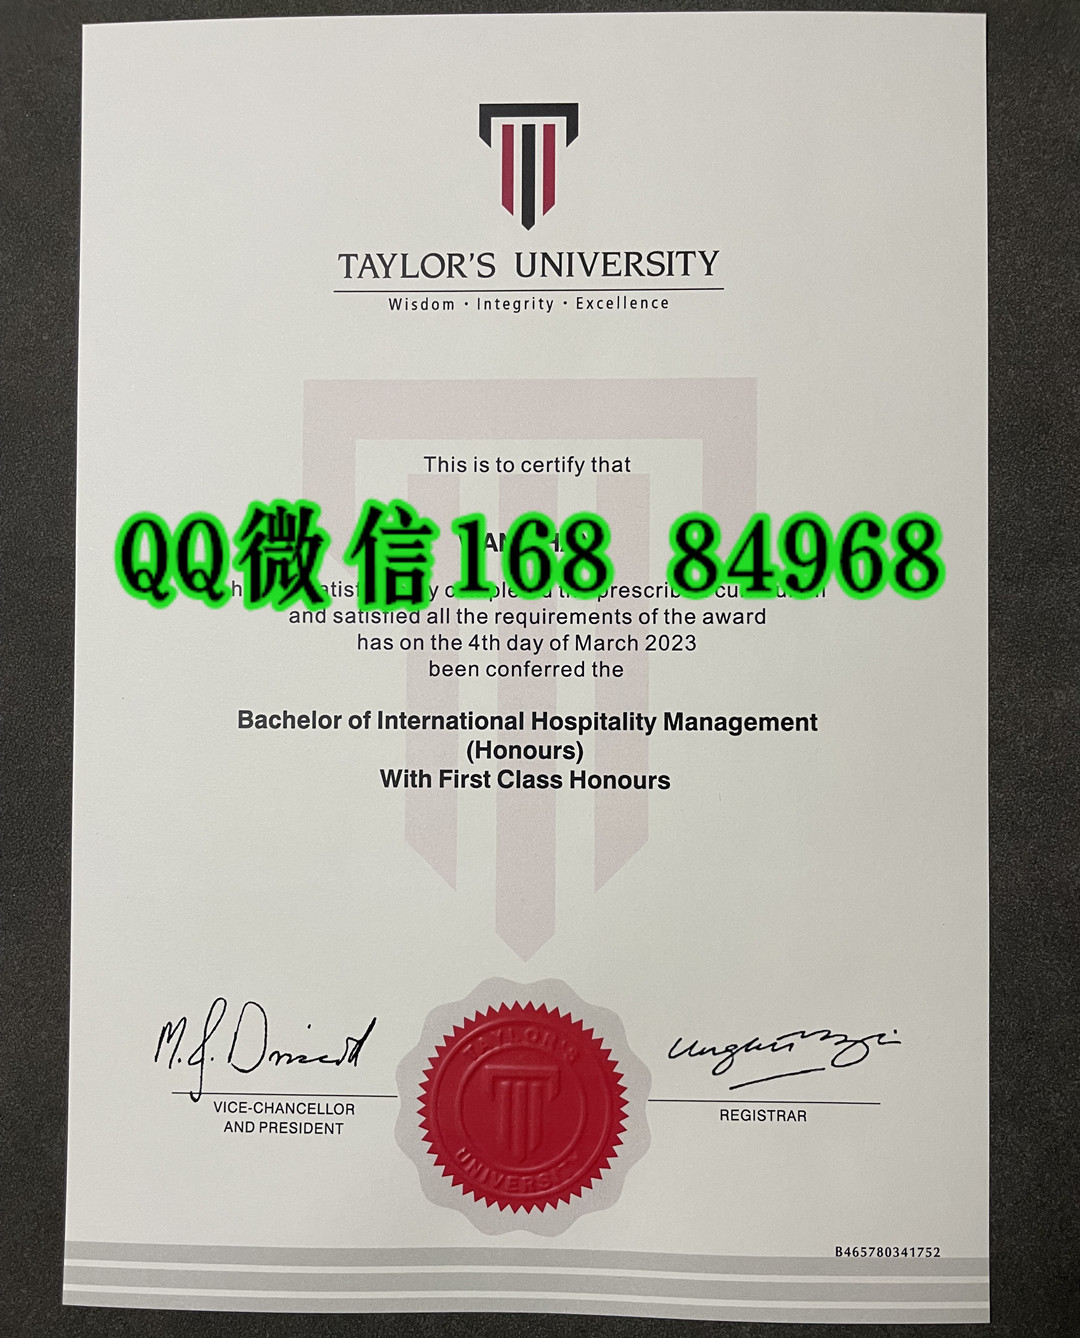 TAYLOR'S UNIVERSITY
Wisdom · Integrity · Excellence
This is to certify that
QQ微信168 84968
and satisfied all the requirements of the award
has on the 4th day of March 2023
been conferred the
Bachelor of International Hospitality Management
(Honours)
With First Class Honours
VICE-CHANCELLOR
AND PRESIDENT
TAYLOR'S
UNIVERSITY
REGISTRAR
B465780341752